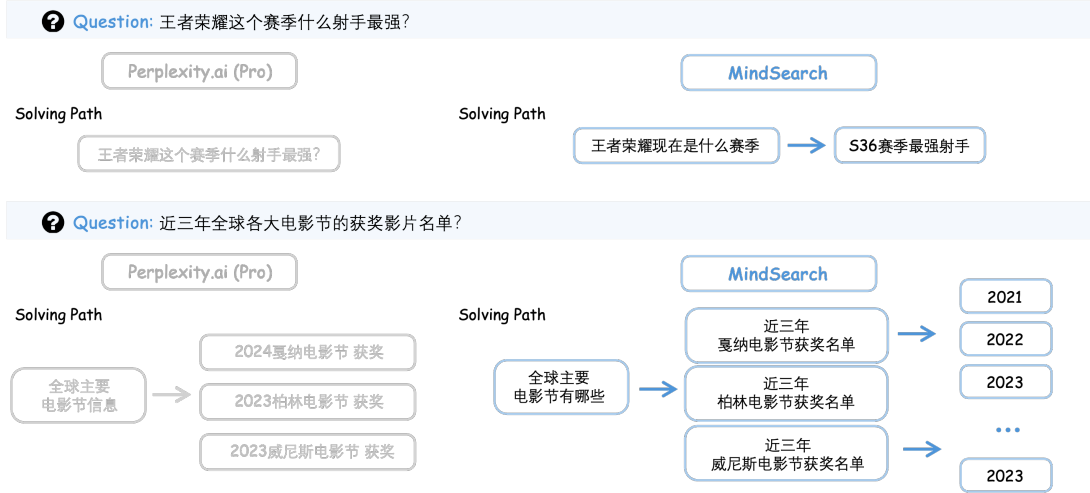 Question: 王者荣耀这个赛季什么射手最强?
Perplexity.ai (Pro)
MindSearch
Solving Path
Solving Path
王者荣耀这个赛季什么射手最强?
王者荣耀现在是什么赛季
S36赛季最强射手
Question: 近三年全球各大电影节的获奖影片名单?
Perplexity.ai (Pro)
MindSearch
Solving Path
Solving Path
全球主要
电影节信息
2024戛纳电影节 获奖
2023柏林电影节 获奖
2023威尼斯电影节 获奖
全球主要
电影节有哪些
近三年
戛纳电影节获奖名单
近三年
柏林电影节获奖名单
近三年
威尼斯电影节获奖名单
2021
2022
2023
...
2023